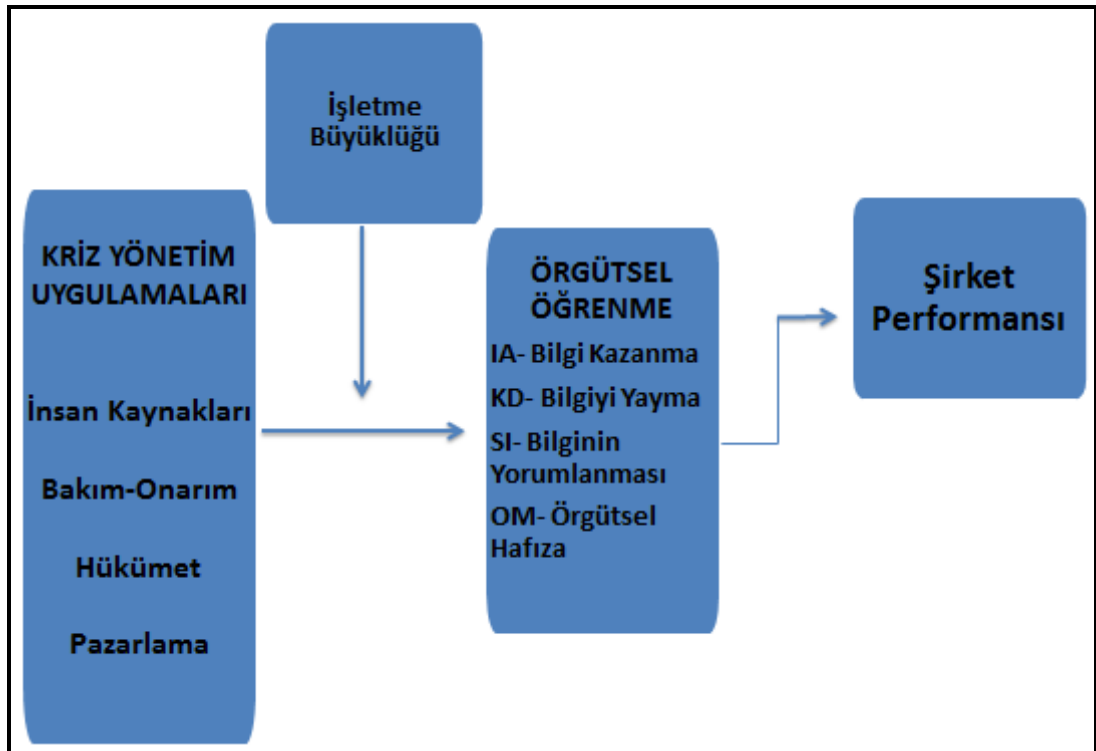 İşletme
Büyüklüğü
KRİZ YÖNETİM
UYGULAMALARI
İnsan Kaynakları
Bakım-Onarım
Hükümet
Pazarlama
ÖRGÜTSEL
ÖĞRENME
IA- Bilgi Kazanma
KD- Bilgiyi Yayma
SI- Bilginin
Yorumlanması
OM- Örgütsel
Hafıza
Şirket
Performansı